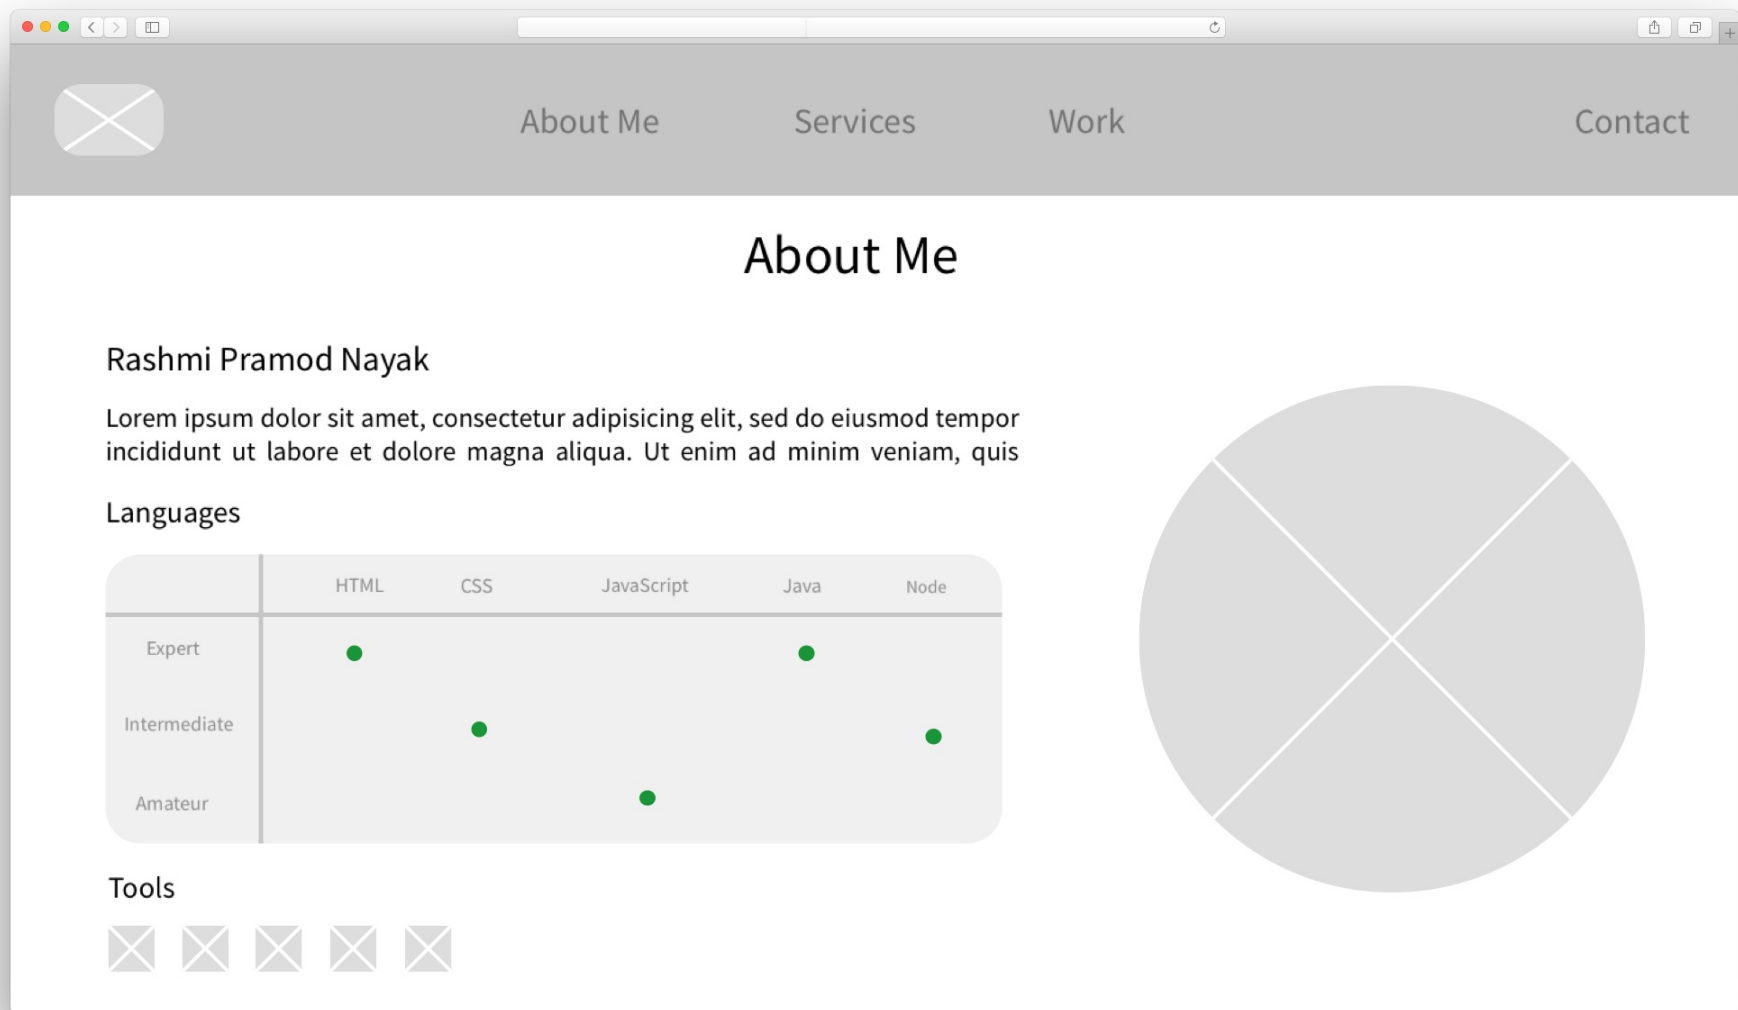 About Me Services Work Contact
About Me
Rashmi Pramod Nayak
Lorem ipsum dolor sit amet, consectetur adipisicing elit, sed do eiusmod tempor
incididunt ut labore et dolore magna aliqua. Ut enim ad minim veniam, quis
Languages
HTML CSS JavaScript Java Node
Expert
Intermediate
Amateur
Tools